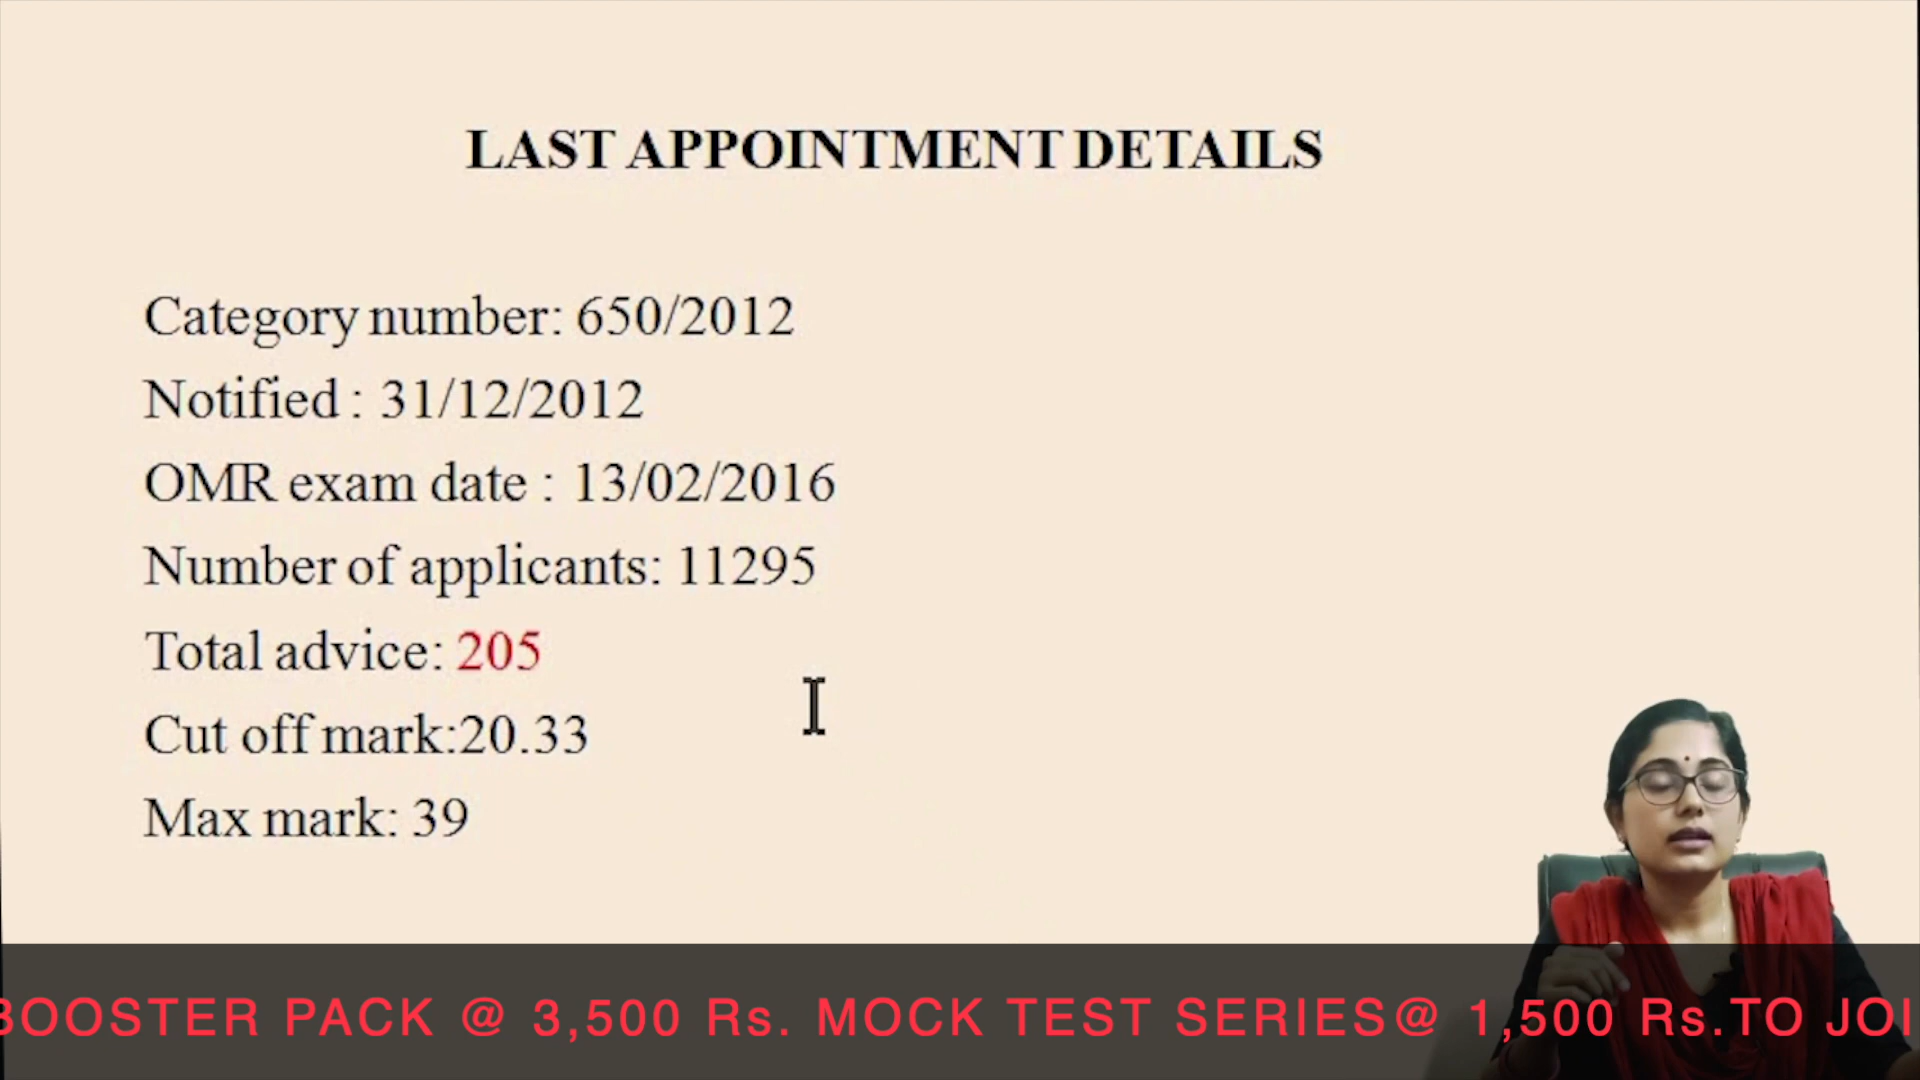 LAST APPOINTMENT DETAILS
Category number: 650/2012
Notified : 31/12/2012
OMR exam date : 13/02/2016
Number of applicants: 11295
Total advice: 205
Cut off mark:20.33
Max mark: 39
BOOSTER PACK @ 3,500 Rs. MOCK TEST SERIES@ 1,500 Rs.TO JOI